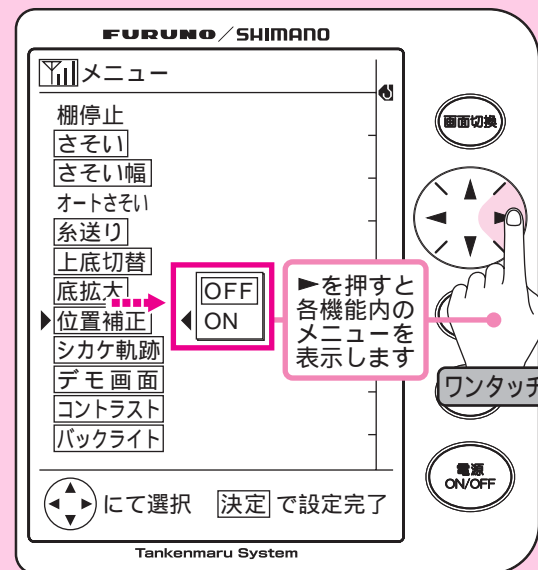 FURUNO/SHIMANO
メニュー
棚停止
さそい
さそい幅
オートさそい
糸送り
上底切替
底拡大
位置補正
シカケ軌跡
デモ画面
コントラスト
バックライト
OFF
ON
►を押すと
各機能内の
メニューを
表示します
にて選択 決定 で設定完了
Tankenmaru System
画面切換
ワンタッチ
電源
ON/OFF